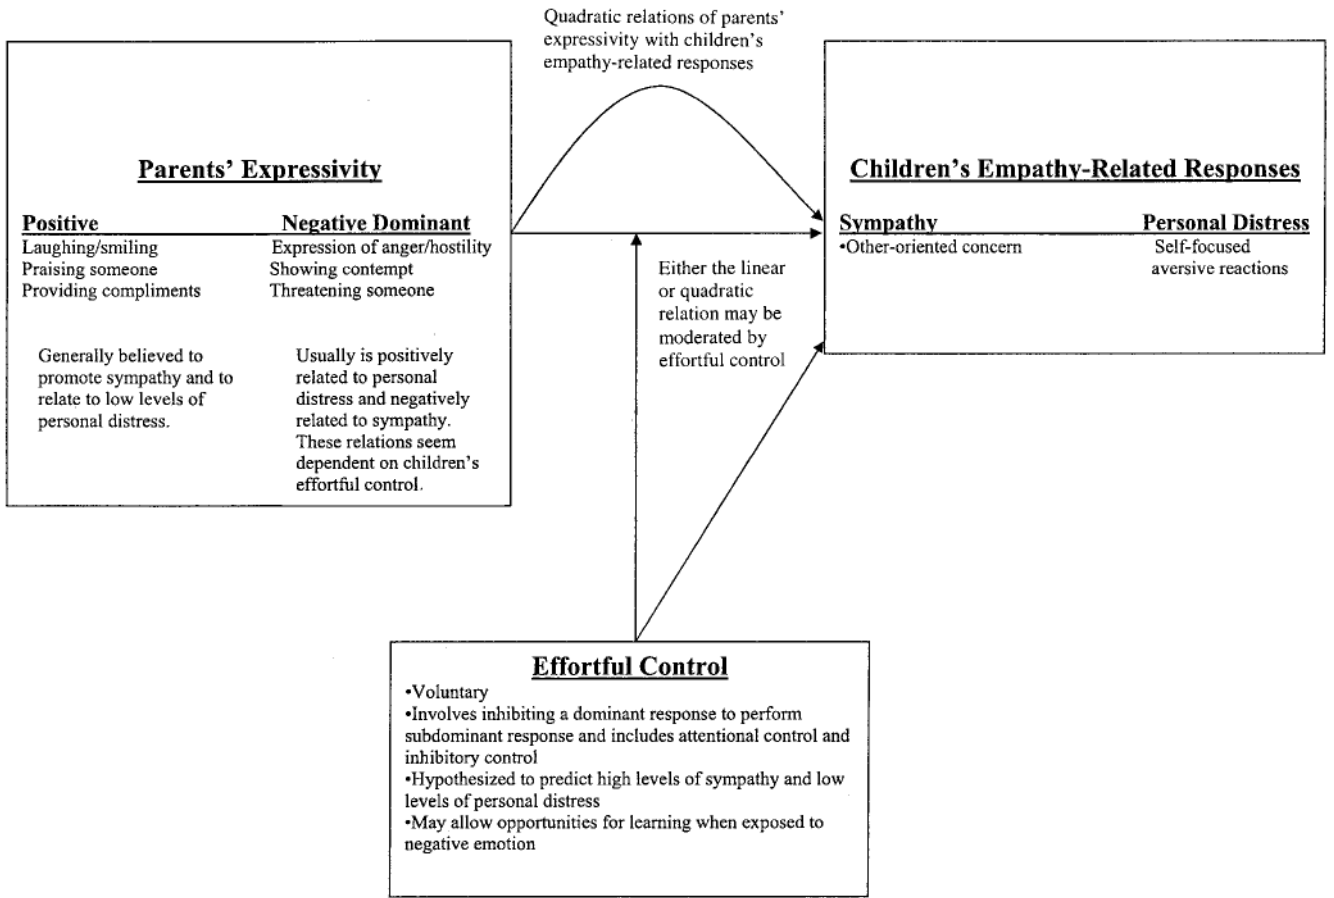 Quadratic relations of parents'
expressivity with children's
empathy-related responses
Parents' Expressivity
Positive
Negative Dominant
Laughing/smiling
Expression of anger/hostility
Praising someone
Showing contempt
Providing compliments
Threatening someone
Generally believed to
promote sympathy and to
relate to low levels of
personal distress.
Usually is positively
related to personal
distress and negatively
related to sympathy.
These relations seem
dependent on children's
effortful control.
Either the linear
or quadratic
relation may be
moderated by
effortful control
Children's Empathy-Related Responses
Sympathy
Personal Distress
•Other-oriented concern
Self-focused
aversive reactions
Effortful Control
•Voluntary
•Involves inhibiting a dominant response to perform
subdominant response and includes attentional control and
inhibitory control
•Hypothesized to predict high levels of sympathy and low
levels of personal distress
•May allow opportunities for learning when exposed to
negative emotion